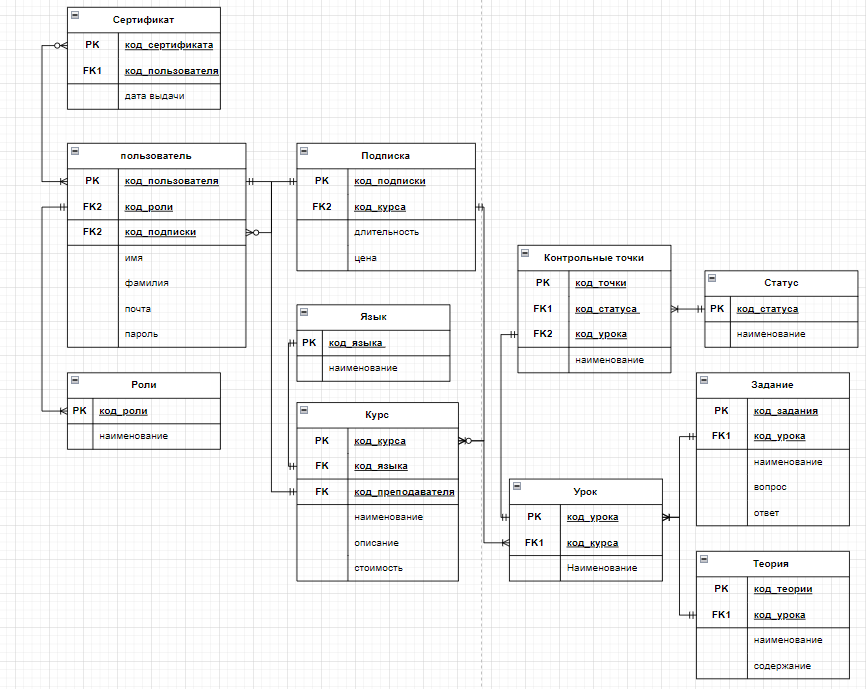 Сертификат
PK код_сертификата
FK1 код_пользователя
дата выдачи
пользователь
PK код_пользователя
FK2 код_роли
FK2 код_подписки
имя
фамилия
почта
пароль
Роли
PK код_роли
наименование
Подписка
PK код_подписки
FK2 код_курса
длительность
цена
Язык
PK код_языка
наименование
Курс
PK код_курса
FK код_языка
FK код_преподавателя
наименование
описание
стоимость
Контрольные точки
PK код_точки
FK1 код_статуса
FK2 код_урока
наименование
Статус
PK код_статуса
наименование
Урок
PK код_урока
FK1 код_курса
Наименование
Задание
PK код_задания
FK1 код_урока
наименование
вопрос
ответ
Теория
PK код_теории
FK1 код_урока
наименование
содержание